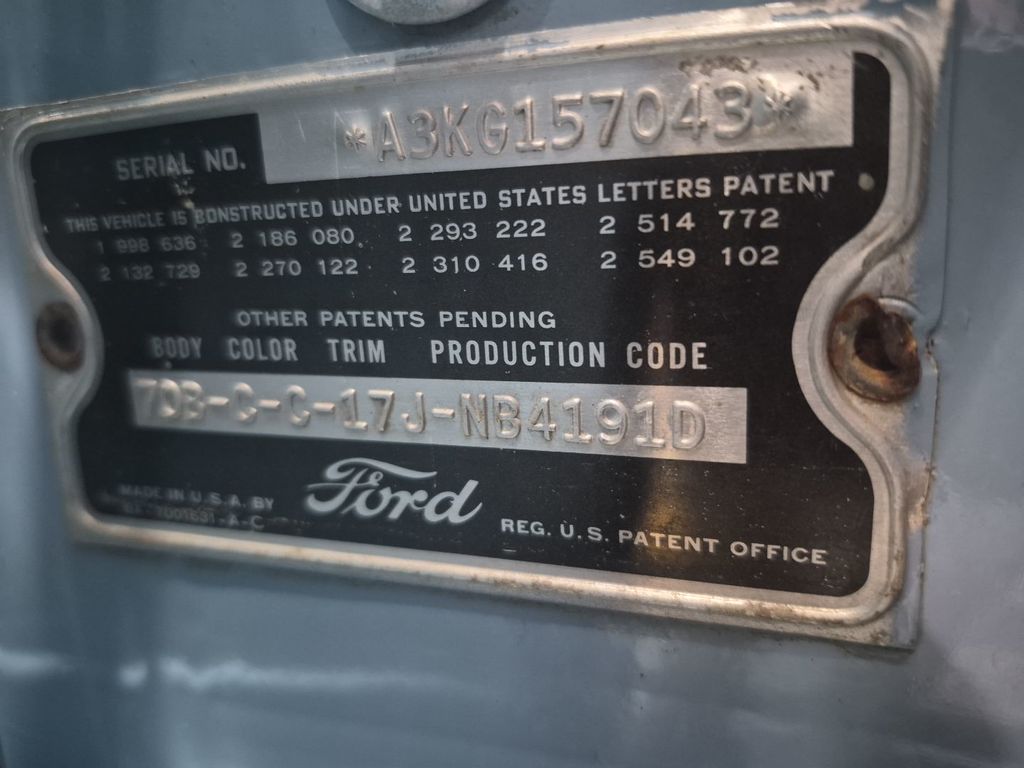 SERIAL NO. *A3KG157043*
THIS VEHICLE IS CONSTRUCTED UNDER UNITED STATES LETTERS PATENT
1 998 636 2 186 080 2 293 222 2 514 772
2 132 729 2 270 122 2 310 416 2 549 102
OTHER PATENTS PENDING
BODY COLOR TRIM PRODUCTION CODE
70B-C-C-17J-NB4191D
MADE IN U.S.A. BY
Ford
REG. U.S. PATENT OFFICE